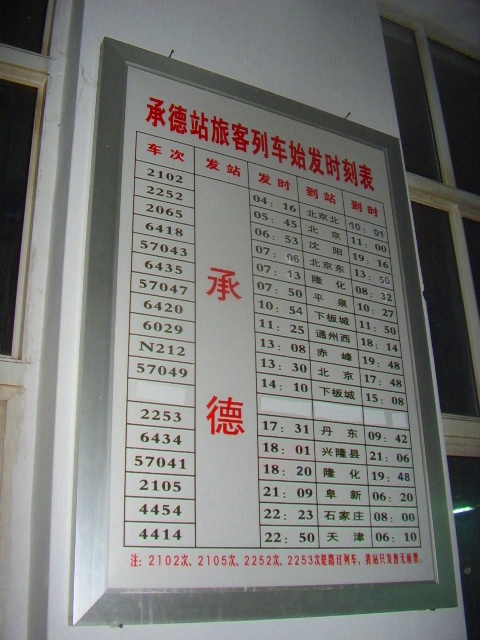 承德站旅客列车始发时刻表
车次 发站 发时 到站 到时
承德
2102 04：16 北京北 10：01
2252 05：45 北京 11：00
2065 06：53 沈阳 19：16
6418 07：06 北京东 13：50
57043 07：13 隆化 08：32
6435 07：50 平泉 10：27
57047 10：54 下板城 11：50
6420 11：25 通州西 18：14
6029 13：08 赤峰 19：48
N212 13：30 北京 17：48
57049 14：10 下板城 15：08
2253 17：31 丹东 09：42
6434 18：01 兴隆县 21：06
57041 18：20 隆化 19：48
2105 21：09 阜新 06：20
4454 22：23 石家庄 08：00
4414 22：50 天津 06：10
注：2102次、2105次、2252次、2253次是路过列车，我站只发售无座票。